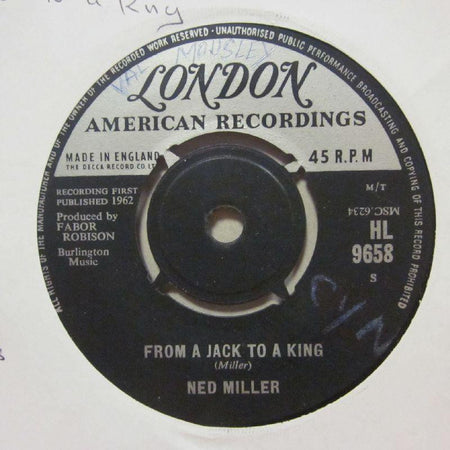 a King
ALL RIGHTS OF THE MANUFACTURER AND OF THE OWNER OF THE RECORDED WORK RESERVED · UNAUTHORISED PUBLIC PERFORMANCE BROADCASTING AND COPYING OF THIS RECORD PROHIBITED
VAL MOUSLEY
LONDON
AMERICAN RECORDINGS
MADE IN ENGLAND
THE DECCA RECORD CO. LTD
45 R.P.M
RECORDING FIRST
PUBLISHED 1962
Produced by
FABOR
ROBISON
Burlington
Music
M/T
MSC.6234
HL
9658
S
FROM A JACK TO A KING
(Miller)
NED MILLER